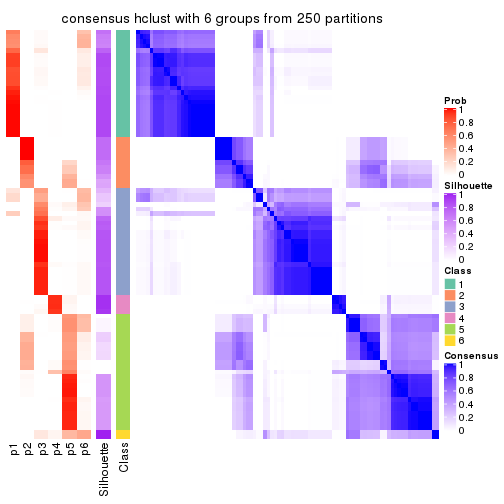 consensus hclust with 6 groups from 250 partitions
Prob
1
0.8
0.6
0.4
0.2
0
Silhouette
1
0.8
0.6
0.4
0.2
0
Class
1
2
3
4
5
6
Consensus
1
0.8
0.6
0.4
0.2
0
p1
p2
p3
p4
p5
p6
Silhouette
Class